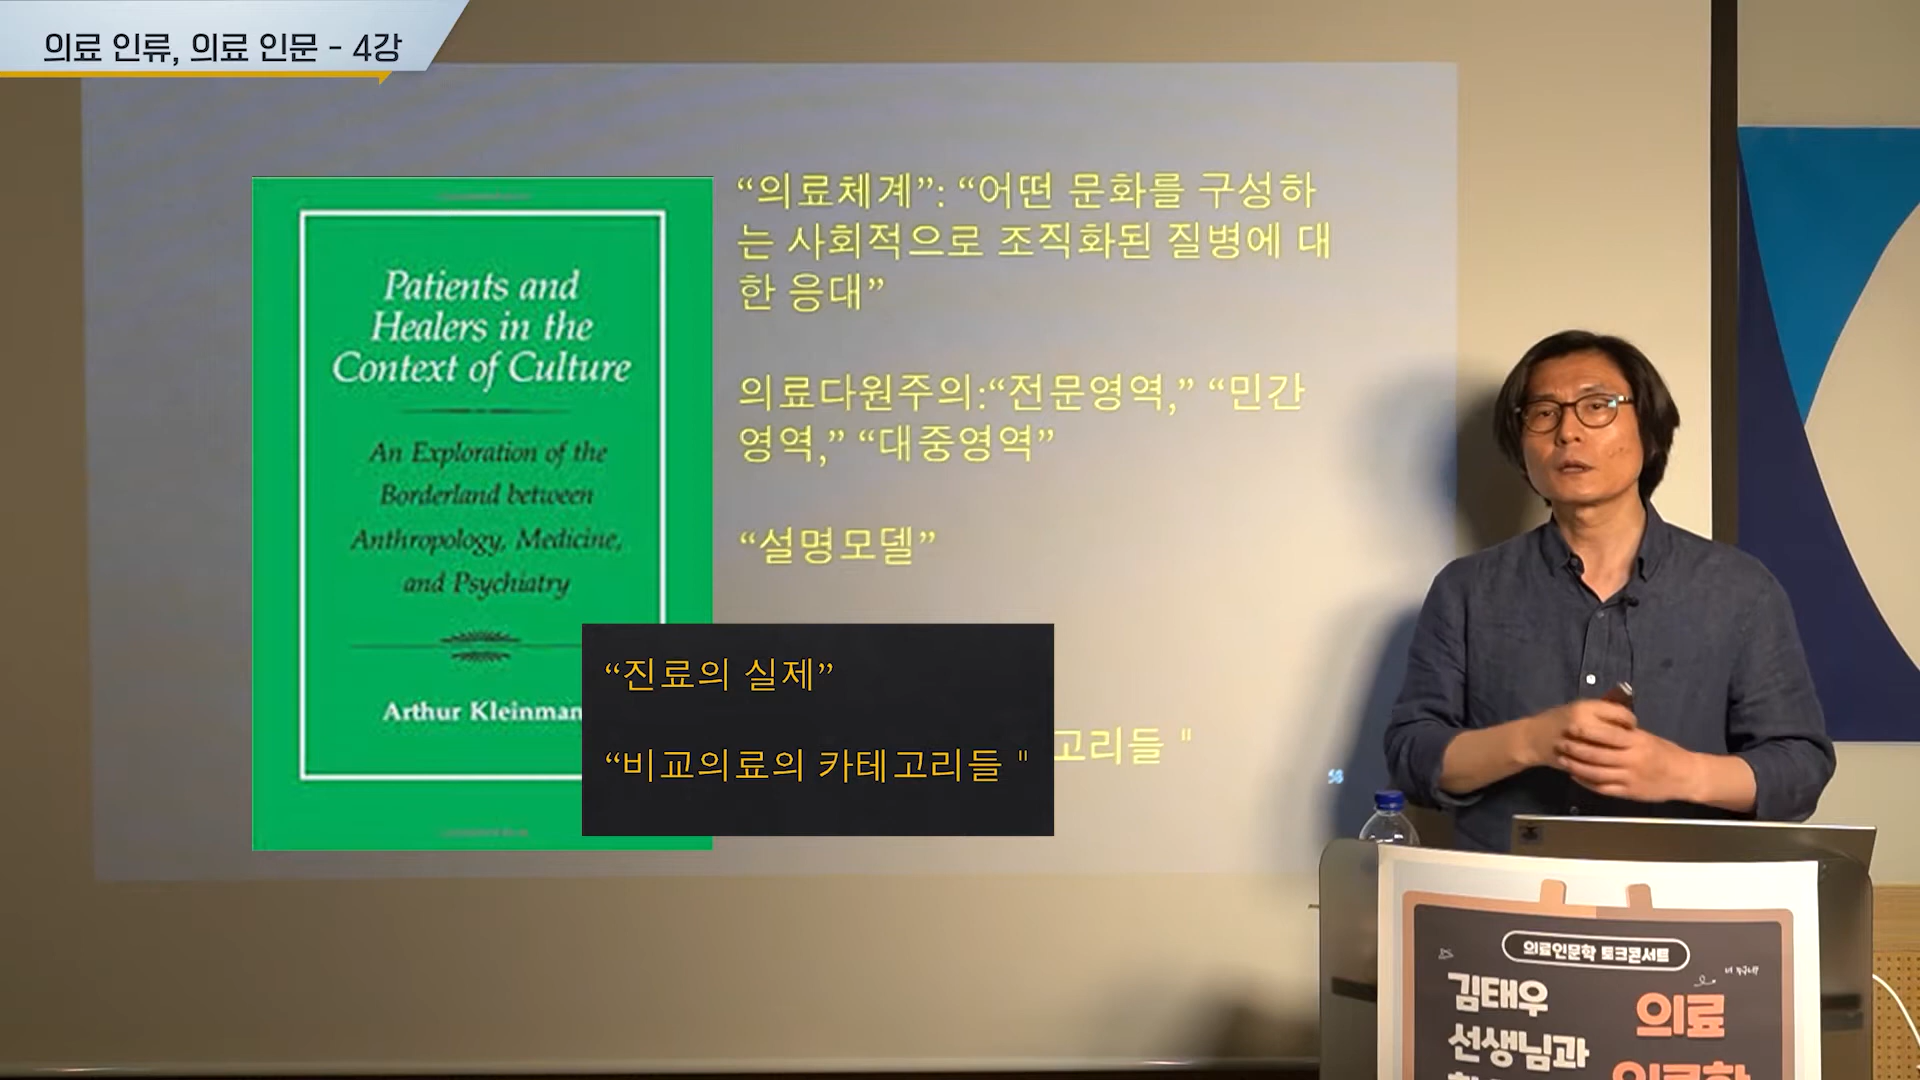 의료 인류, 의료 인문 - 4강
Patients and
Healers in the
Context of Culture
An Exploration of the
Borderland between
Anthropology, Medicine,
and Psychiatry
Arthur Kleinman
“의료체계”: “어떤 문화를 구성하
는 사회적으로 조직화된 질병에 대
한 응대”
의료다원주의:“전문영역,” “민간
영역,” “대중영역”
“설명모델”
“진료의 실제”
“비교의료의 카테고리들 "
고리들 "
58
의료인문학 토크콘서트
김태우
선생님과
의료